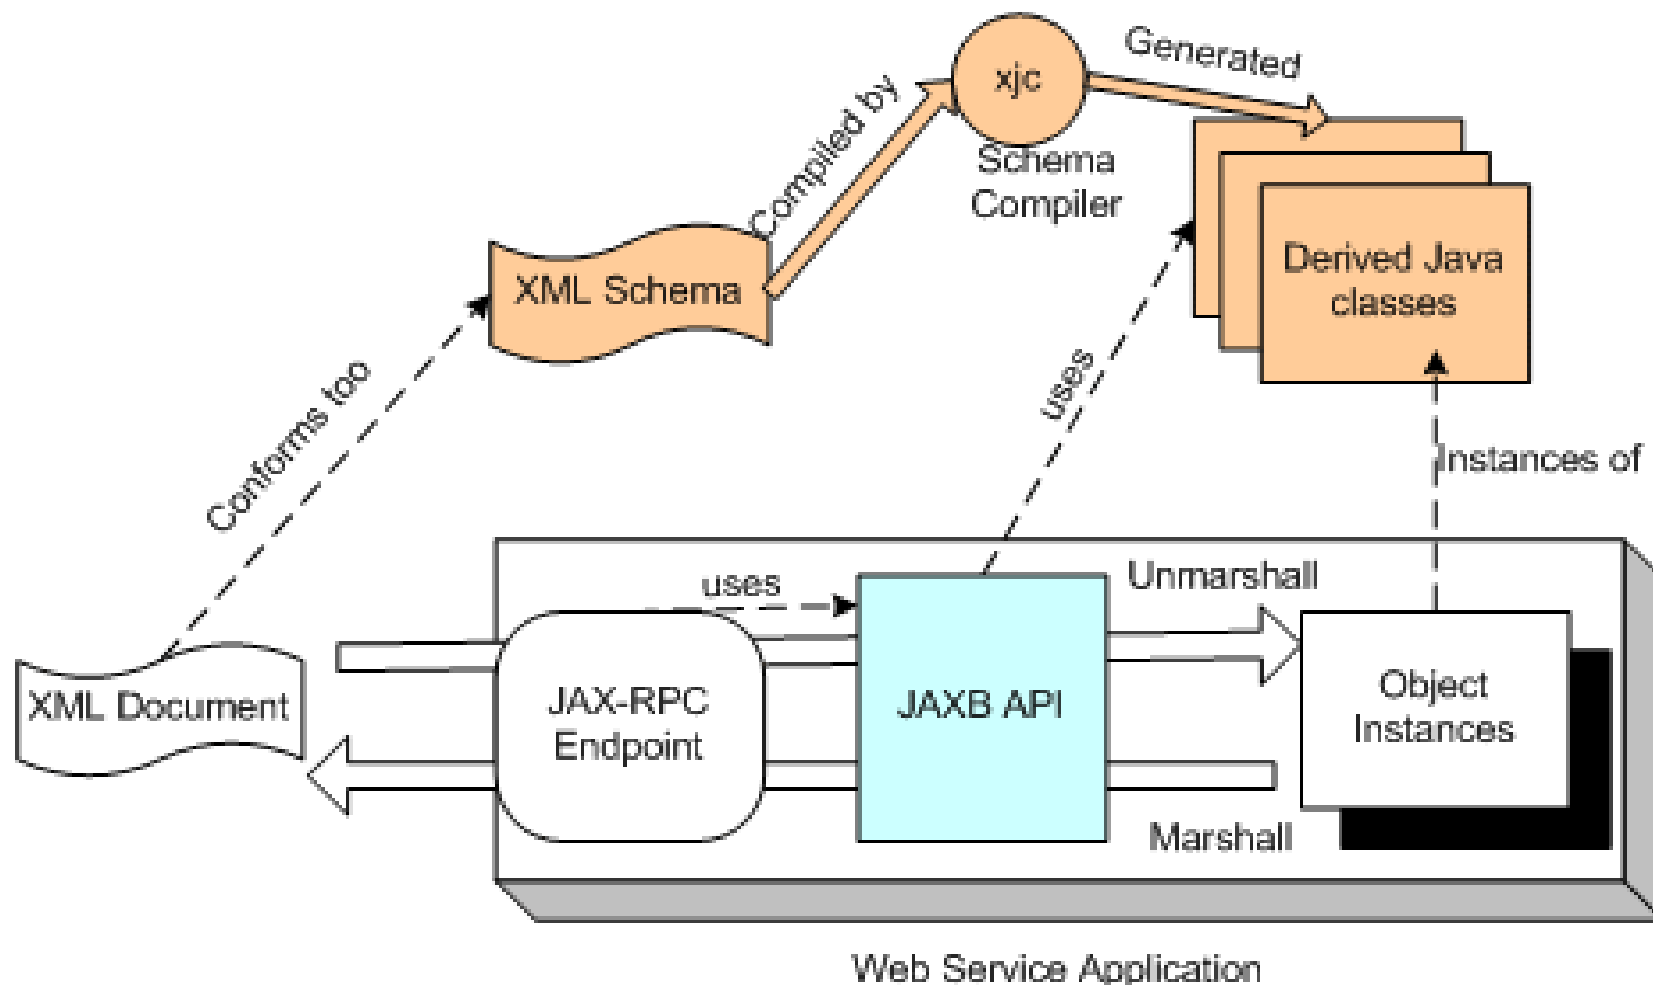 xjc
Generated
Compiled by
Schema
Compiler
XML Schema
Derived Java
classes
Conforms too
uses
Instances of
uses
Unmarshall
XML Document
JAX-RPC
Endpoint
JAXB API
Object
Instances
Marshall
Web Service Application